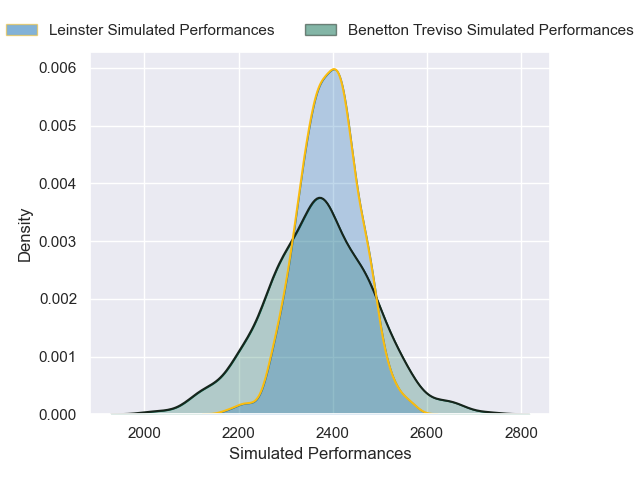 Leinster Simulated Performances
Benetton Treviso Simulated Performances
0.006
0.005
0.004
0.003
0.002
0.001
0.000
Density
2000 2200 2400 2600 2800
Simulated Performances